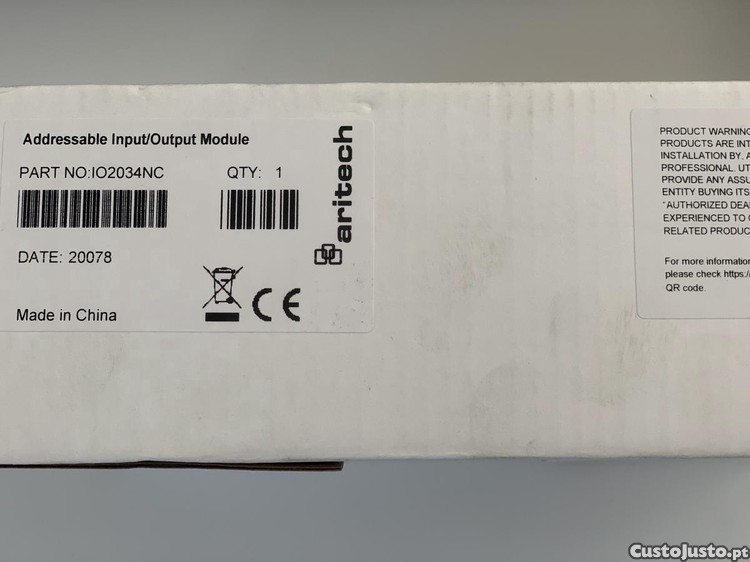 Addressable Input/Output Module
PART NO:IO2034NC QTY: 1
DATE: 20078
Made in China
aritech
CE
PRODUCT WARNING
PRODUCTS ARE INT
INSTALLATION BY, A
PROFESSIONAL. UT
PROVIDE ANY ASSU
ENTITY BUYING ITS
"AUTHORIZED DEA
EXPERIENCED TO
RELATED PRODUC
For more information
please check https:/
QR code.
CustoJusto.pt